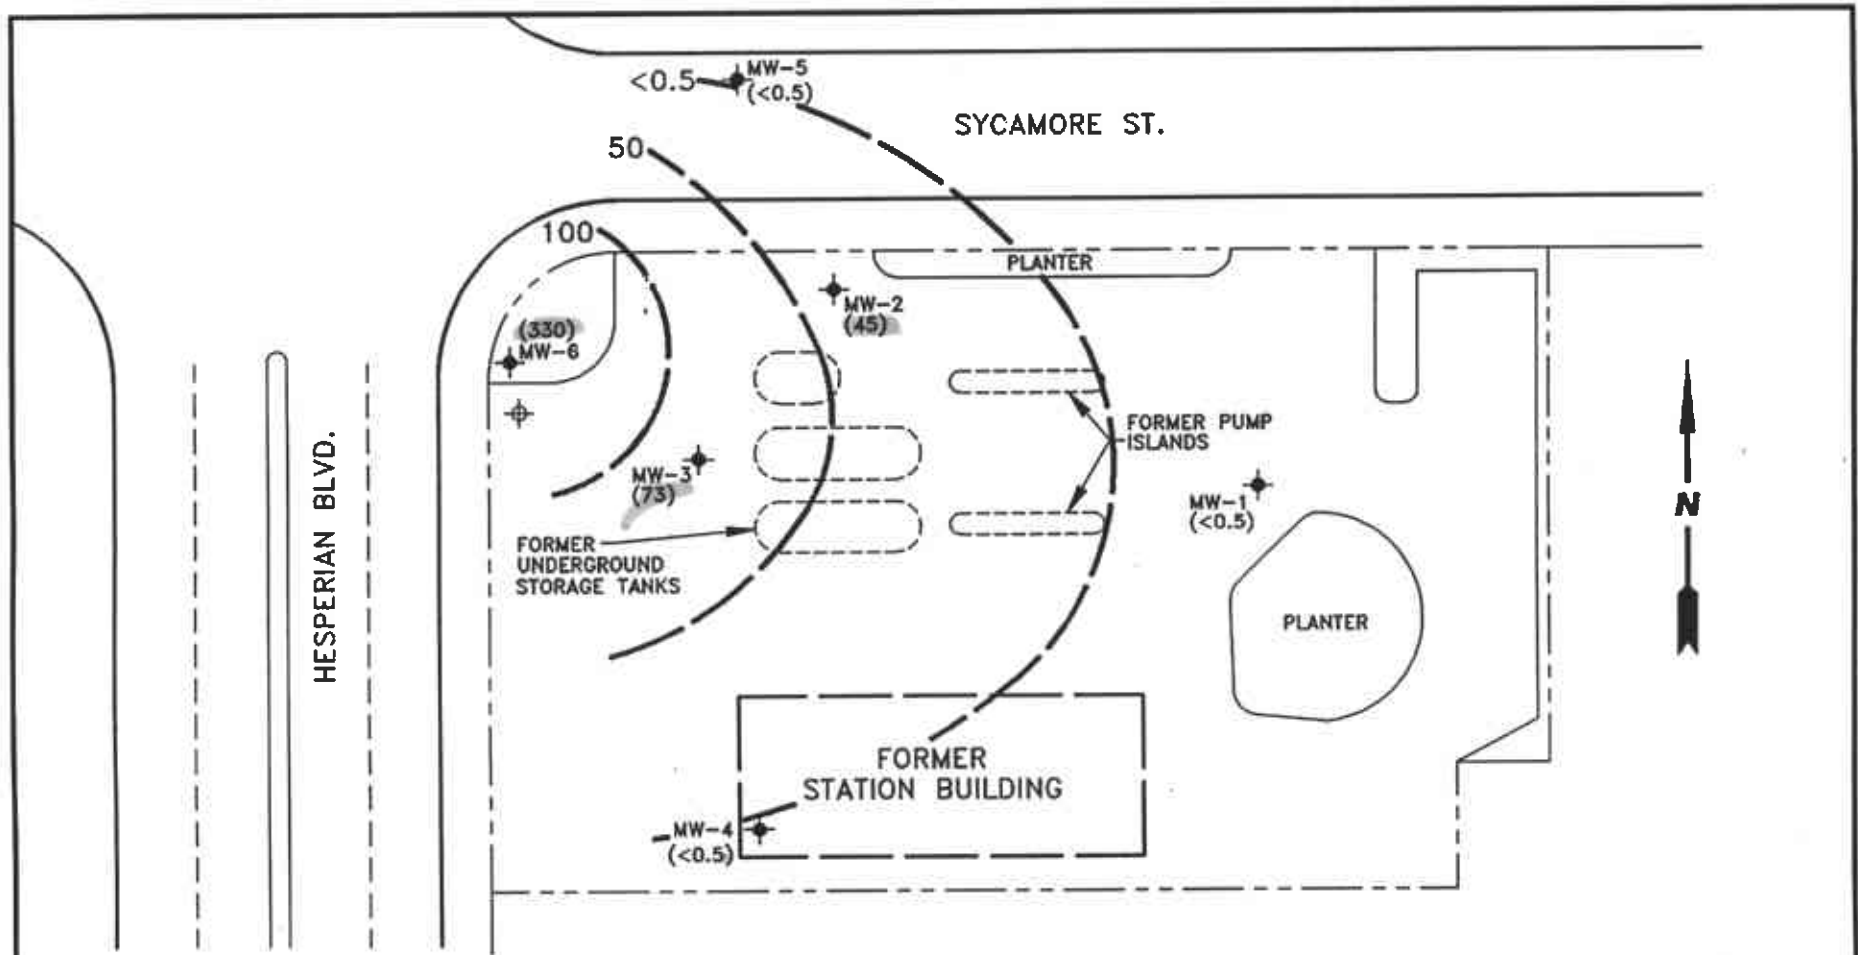 <0.5
MW-5
(<0.5)
SYCAMORE ST.
50
100
PLANTER
MW-2
(45)
(330)
MW-6
HESPERIAN BLVD.
FORMER PUMP
ISLANDS
MW-3
(73)
MW-1
(<0.5)
N
FORMER
UNDERGROUND
STORAGE TANKS
PLANTER
FORMER
STATION BUILDING
MW-4
(<0.5)